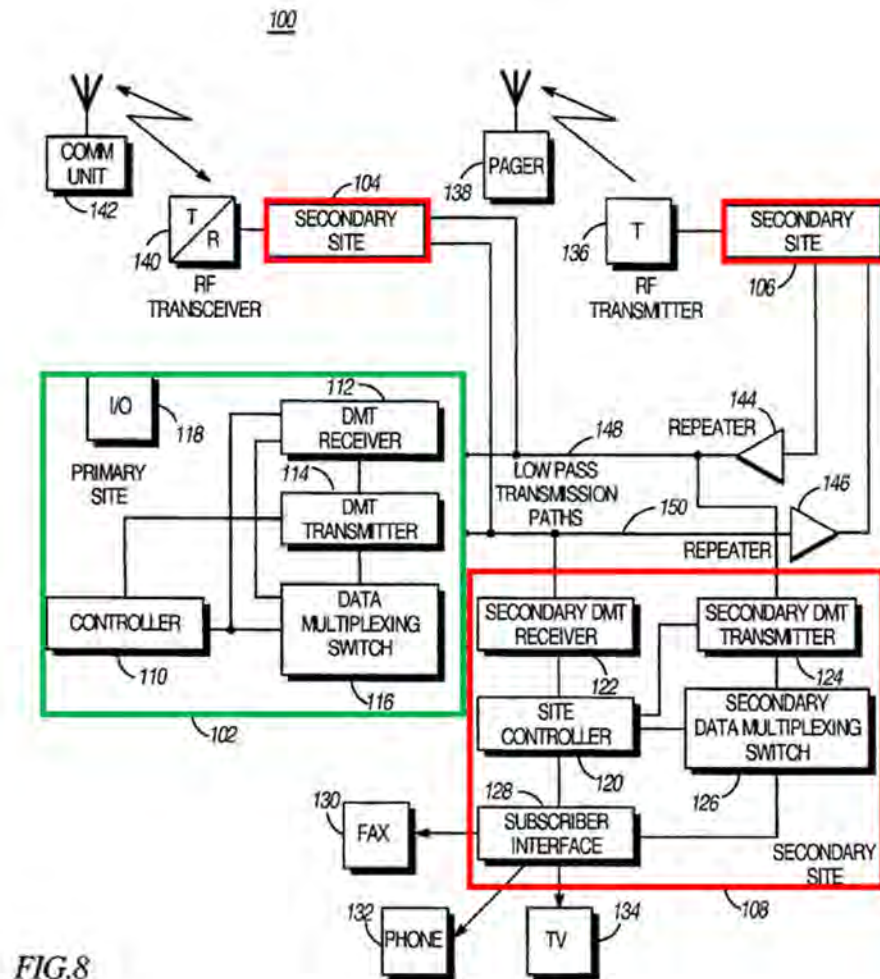 100
COMM
UNIT
142
T
R
140
RF
TRANSCEIVER
104
SECONDARY
SITE
PAGER
138
T
136
RF
TRANSMITTER
SECONDARY
SITE
106
I/O
118
PRIMARY
SITE
112
DMT
RECEIVER
114
DMT
TRANSMITTER
CONTROLLER
110
DATA
MULTIPLEXING
SWITCH
116
102
144
REPEATER
148
LOW PASS
TRANSMISSION
PATHS
146
150
REPEATER
SECONDARY DMT
RECEIVER
122
SECONDARY DMT
TRANSMITTER
124
SITE
CONTROLLER
120
SECONDARY
DATA MULTIPLEXING
SWITCH
126
128
SUBSCRIBER
INTERFACE
SECONDARY
SITE
108
130
FAX
132
PHONE
TV
134
FIG.8